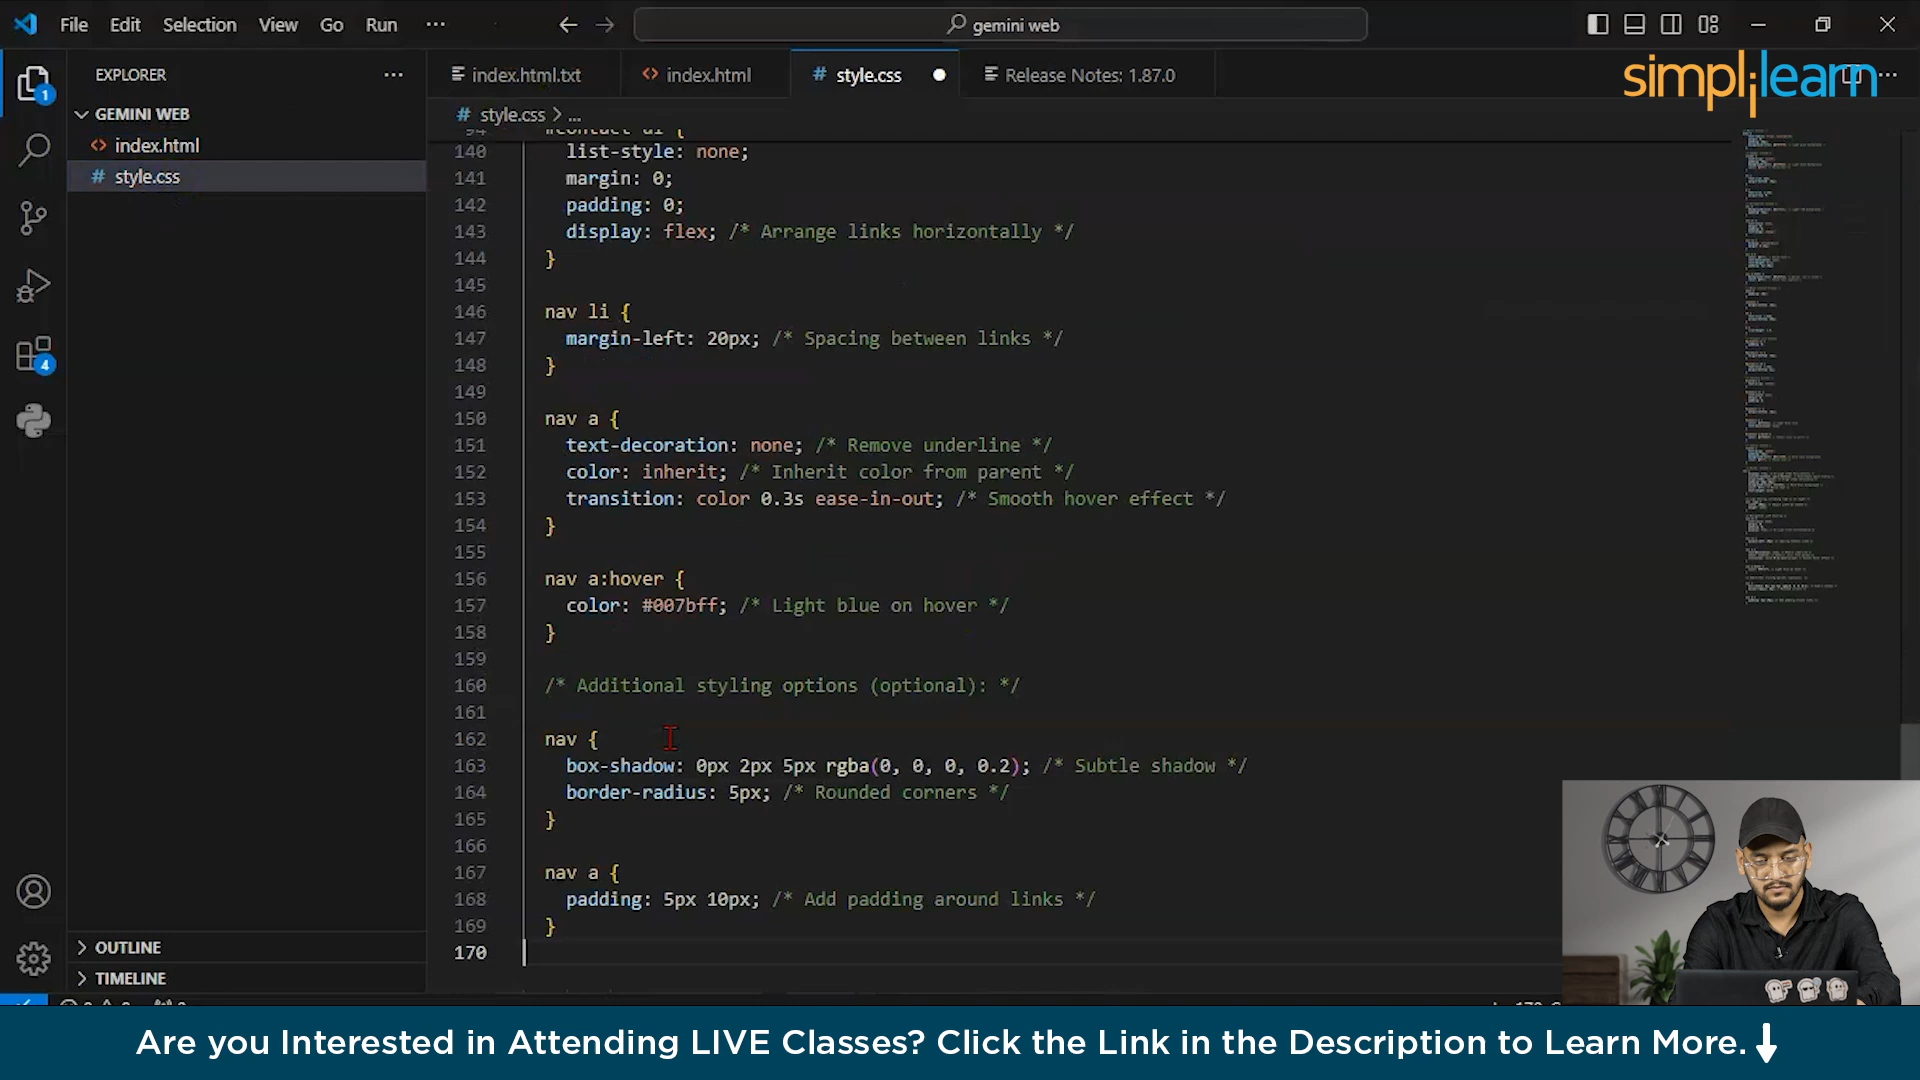 File Edit Selection View Go Run ···
gemini web
EXPLORER ···
index.html.txt
index.html
style.css
Release Notes: 1.87.0
simplilearn
GEMINI WEB
index.html
style.css
style.css > ...
94 #contact ul {
140 list-style: none;
141 margin: 0;
142 padding: 0;
143 display: flex; /* Arrange links horizontally */
144 }
145
146 nav li {
147 margin-left: 20px; /* Spacing between links */
148 }
149
150 nav a {
151 text-decoration: none; /* Remove underline */
152 color: inherit; /* Inherit color from parent */
153 transition: color 0.3s ease-in-out; /* Smooth hover effect */
154 }
155
156 nav a:hover {
157 color: #007bff; /* Light blue on hover */
158 }
159
160 /* Additional styling options (optional): */
161
162 nav {
163 box-shadow: 0px 2px 5px rgba(0, 0, 0, 0.2); /* Subtle shadow */
164 border-radius: 5px; /* Rounded corners */
165 }
166
167 nav a {
168 padding: 5px 10px; /* Add padding around links */
169 }
170
1
4
OUTLINE
TIMELINE
Are you Interested in Attending LIVE Classes? Click the Link in the Description to Learn More.